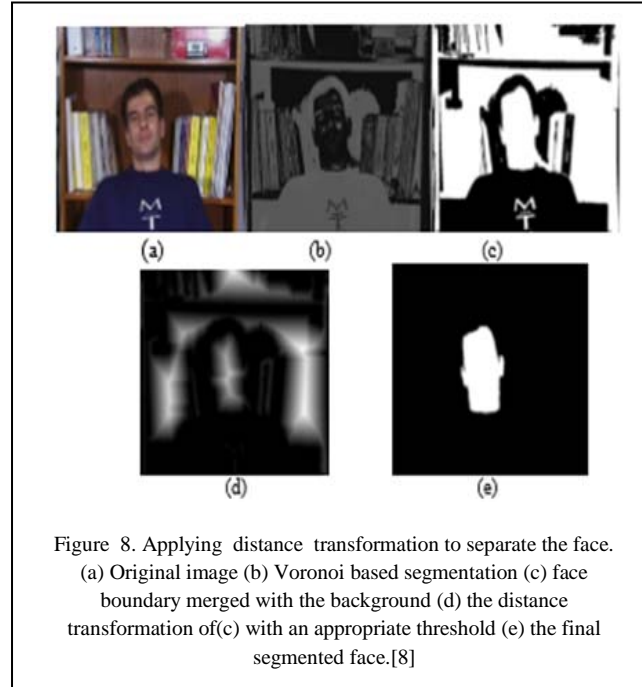 (a)
(b)
(c)
M
T
M
T
M
T
(d)
(e)
Figure 8. Applying distance transformation to separate the face.
(a) Original image (b) Voronoi based segmentation (c) face
boundary merged with the background (d) the distance
transformation of(c) with an appropriate threshold (e) the final
segmented face.[8]